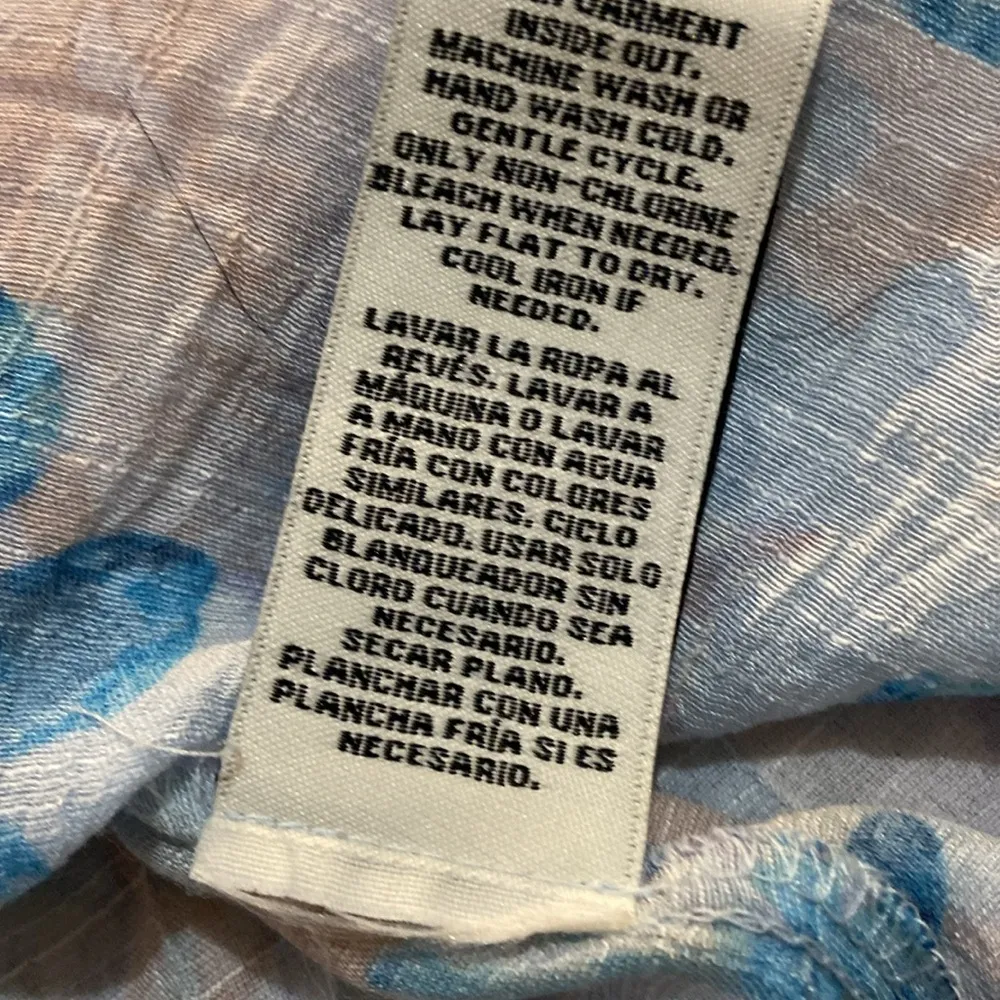 GARMENT
INSIDE OUT.
MACHINE WASH OR
HAND WASH COLD.
GENTLE CYCLE.
ONLY NON-CHLORINE
BLEACH WHEN NEEDED.
LAY FLAT TO DRY.
COOL IRON IF
NEEDED.
LAVAR LA ROPA AL
REVÉS. LAVAR A
MÁQUINA O LAVAR
A MANO CON AGUA
FRÍA CON COLORES
SIMILARES. CICLO
DELICADO. USAR SOLO
BLANQUEADOR SIN
CLORO CUANDO SEA
NECESARIO.
SECAR PLANO.
PLANCHAR CON UNA
PLANCHA FRÍA SI ES
NECESARIO.